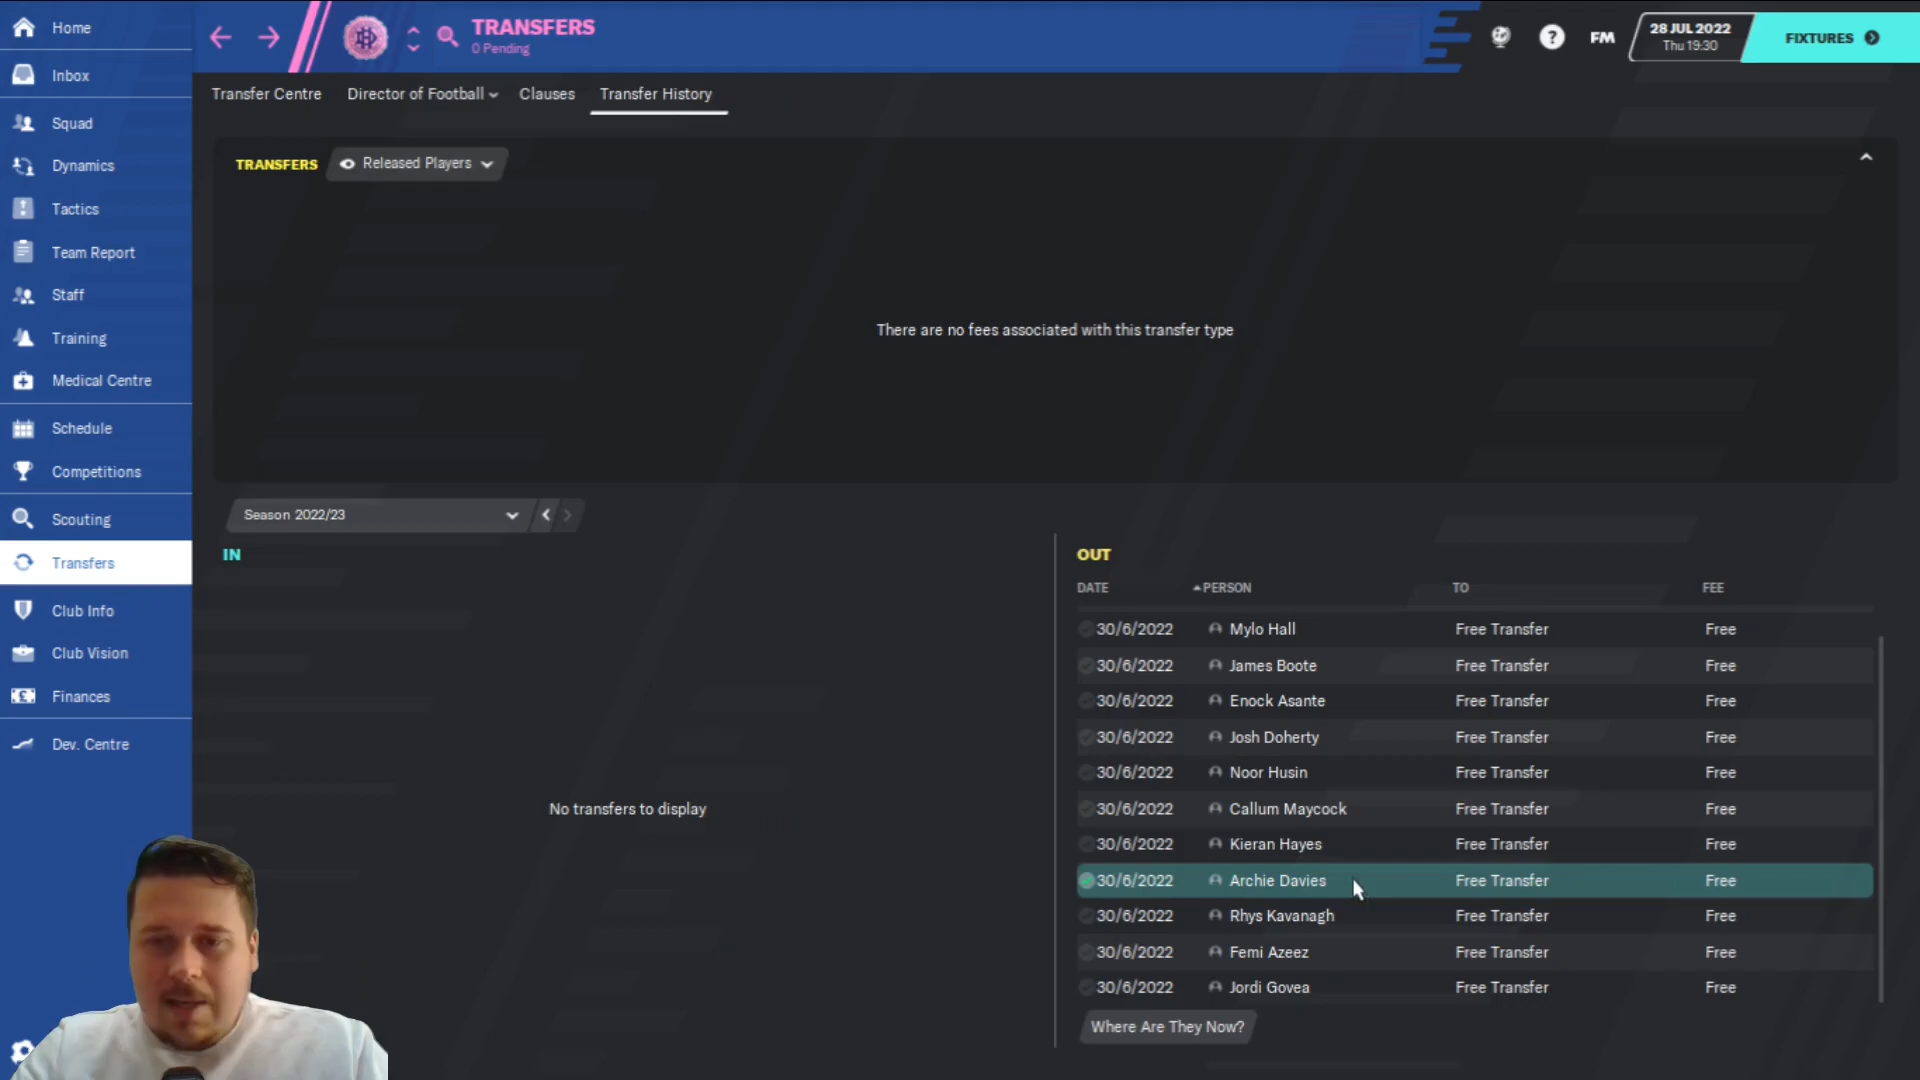 Home
Inbox
Squad
Dynamics
Tactics
Team Report
Staff
Training
Medical Centre
Schedule
Competitions
Scouting
Transfers
Club Info
Club Vision
Finances
Dev. Centre
TRANSFERS
0 Pending
FM
28 JUL 2022
Thu 19:30
FIXTURES
Transfer Centre Director of Football Clauses Transfer History
TRANSFERS Released Players
There are no fees associated with this transfer type
Season 2022/23
IN
No transfers to display
OUT
DATE PERSON TO FEE
30/6/2022 Mylo Hall Free Transfer Free
30/6/2022 James Boote Free Transfer Free
30/6/2022 Enock Asante Free Transfer Free
30/6/2022 Josh Doherty Free Transfer Free
30/6/2022 Noor Husin Free Transfer Free
30/6/2022 Callum Maycock Free Transfer Free
30/6/2022 Kieran Hayes Free Transfer Free
30/6/2022 Archie Davies Free Transfer Free
30/6/2022 Rhys Kavanagh Free Transfer Free
30/6/2022 Femi Azeez Free Transfer Free
30/6/2022 Jordi Govea Free Transfer Free
Where Are They Now?